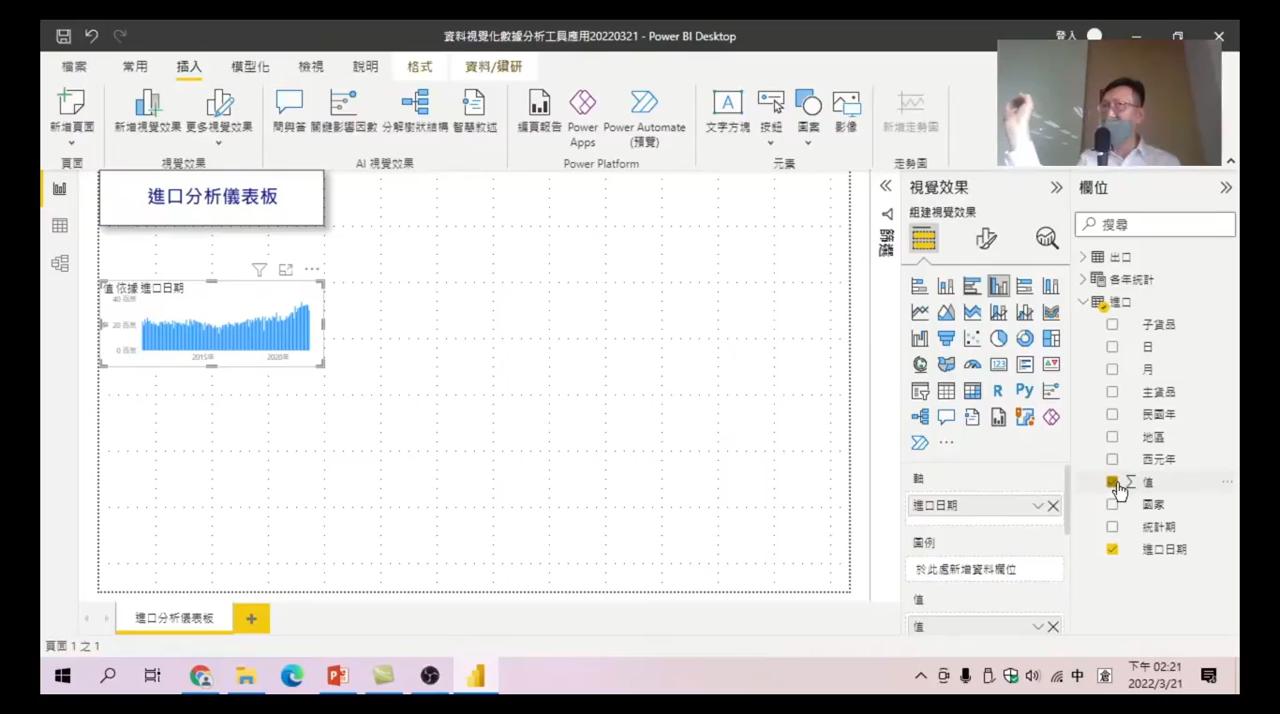 資料視覺化數據分析工具應用20220321 - Power BI Desktop
登入
檔案 常用 插入 模型化 檢視 說明 格式 資料/鑽研
新增頁面 新增視覺效果 更多視覺效果 問與答 關鍵影響因數 分解樹狀結構 智慧敘述 編頁報告 Power Apps Power Automate (預覽) 文字方塊 按鈕 圖案 影像 新增走勢圖
頁面 視覺效果 AI 視覺效果 Power Platform 元素 走勢圖
進口分析儀表板
值 依據 進口日期
40 百萬
20 百萬
0 百萬
2015年 2020年
篩選
視覺效果
組建視覺效果
123
R Py
軸
進口日期
圖例
於此處新增資料欄位
值
值
欄位
搜尋
出口
各年統計
進口
子貨品
日
月
主貨品
民國年
地區
西元年
值
國家
統計期
進口日期
進口分析儀表板
頁面 1 之 1
中 倉
下午 02:21
2022/3/21